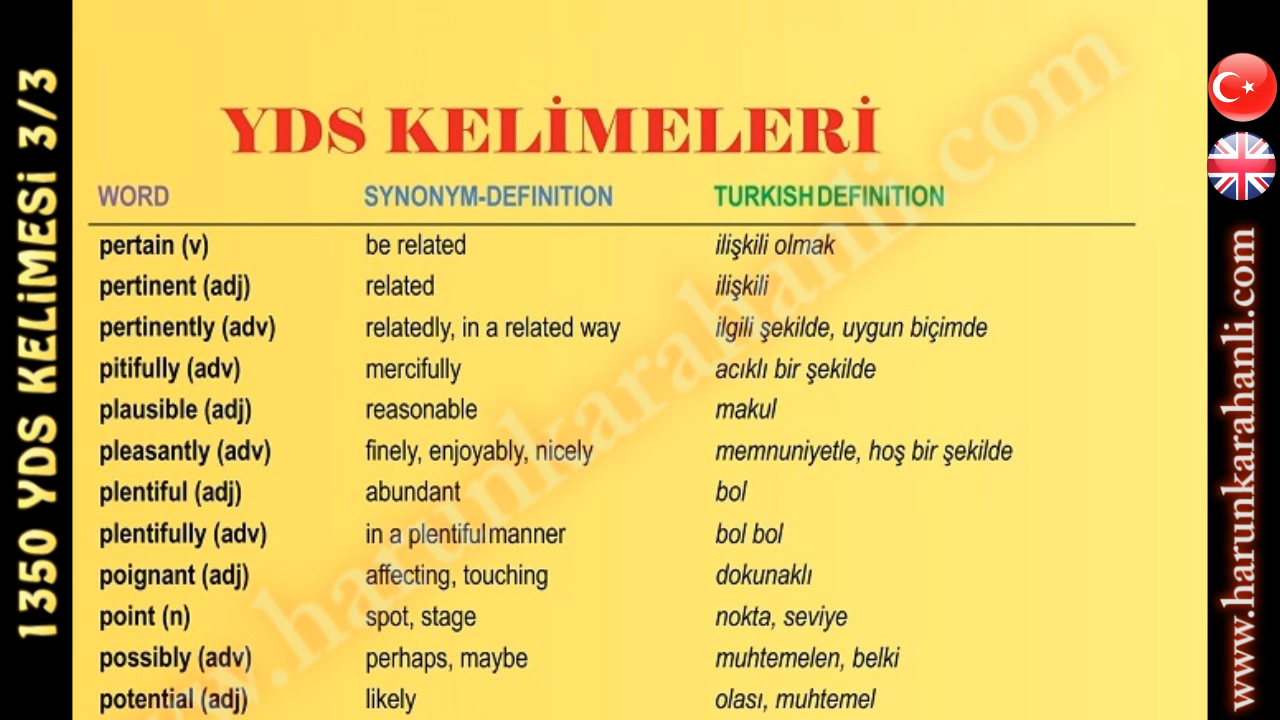 1350 YDS KELİMESİ 3/3
YDS KELİMELERİ
WORD SYNONYM-DEFINITION TURKISH DEFINITION
pertain (v) be related ilişkili olmak
pertinent (adj) related ilişkili
pertinently (adv) relatedly, in a related way ilgili şekilde, uygun biçimde
pitifully (adv) mercifully acıklı bir şekilde
plausible (adj) reasonable makul
pleasantly (adv) finely, enjoyably, nicely memnuniyetle, hoş bir şekilde
plentiful (adj) abundant bol
plentifully (adv) in a plentiful manner bol bol
poignant (adj) affecting, touching dokunaklı
point (n) spot, stage nokta, seviye
possibly (adv) perhaps, maybe muhtemelen, belki
potential (adj) likely olası, muhtemel
www.harunkarahanli.com
www.harunkarahanli.com